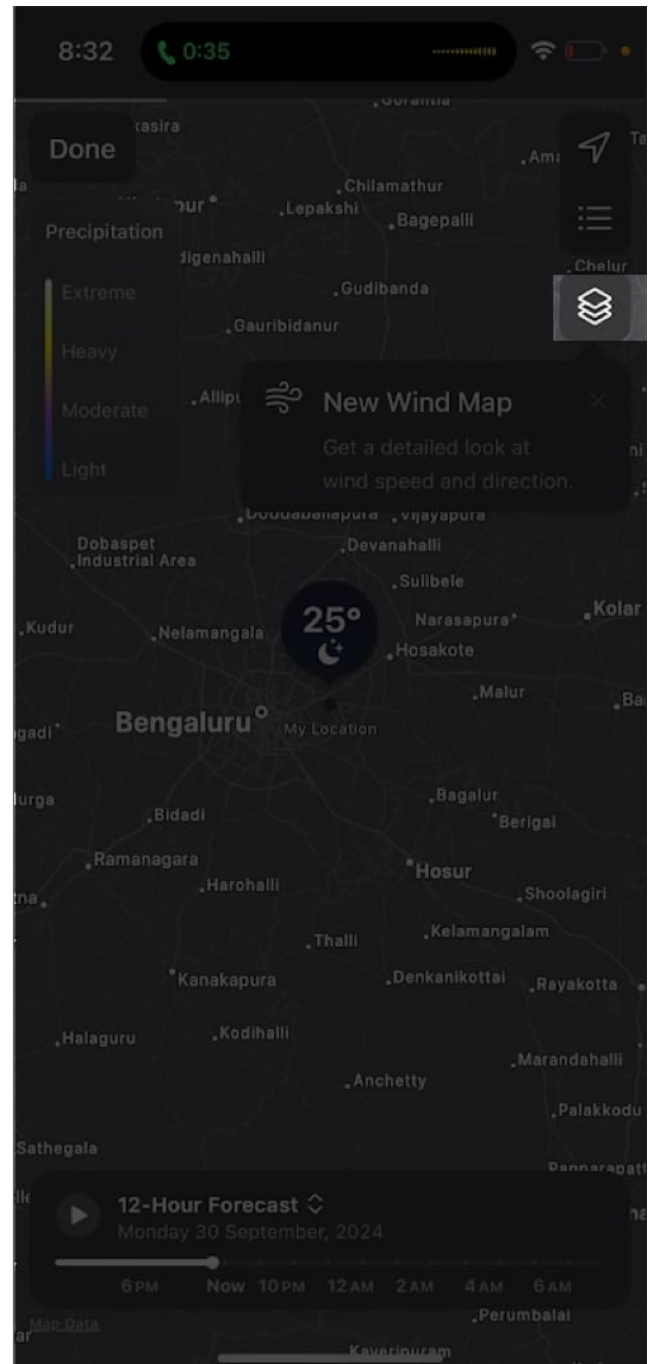 8:32
0:35
Done
Precipitation
Extreme
Heavy
Moderate
Light
Chilamathur
Lepakshi
Bagepalli
Chelur
Gudibanda
Gauribidanur
New Wind Map
Get a detailed look at
wind speed and direction.
Vijayapura
Dobaspet
Industrial Area
Devanahalli
Sulibele
25°
Narasapura
Kolar
Kudur
Nelamangala
Hosakote
Malur
Bengaluru
My Location
Bagalur
Bidadi
Berigai
Ramanagara
Hosur
Harohalli
Shoolagiri
Kelamangalam
Thalli
Kanakapura
Denkanikottai
Rayakotta
Halaguru
Kodihalli
Marandahalli
Anchetty
Palakkodu
Sathegala
12-Hour Forecast
Monday 30 September, 2024
6 PM Now 10 PM 12 AM 2 AM 4 AM 6 AM
Map Data
Perumbalai
Kaveripuram